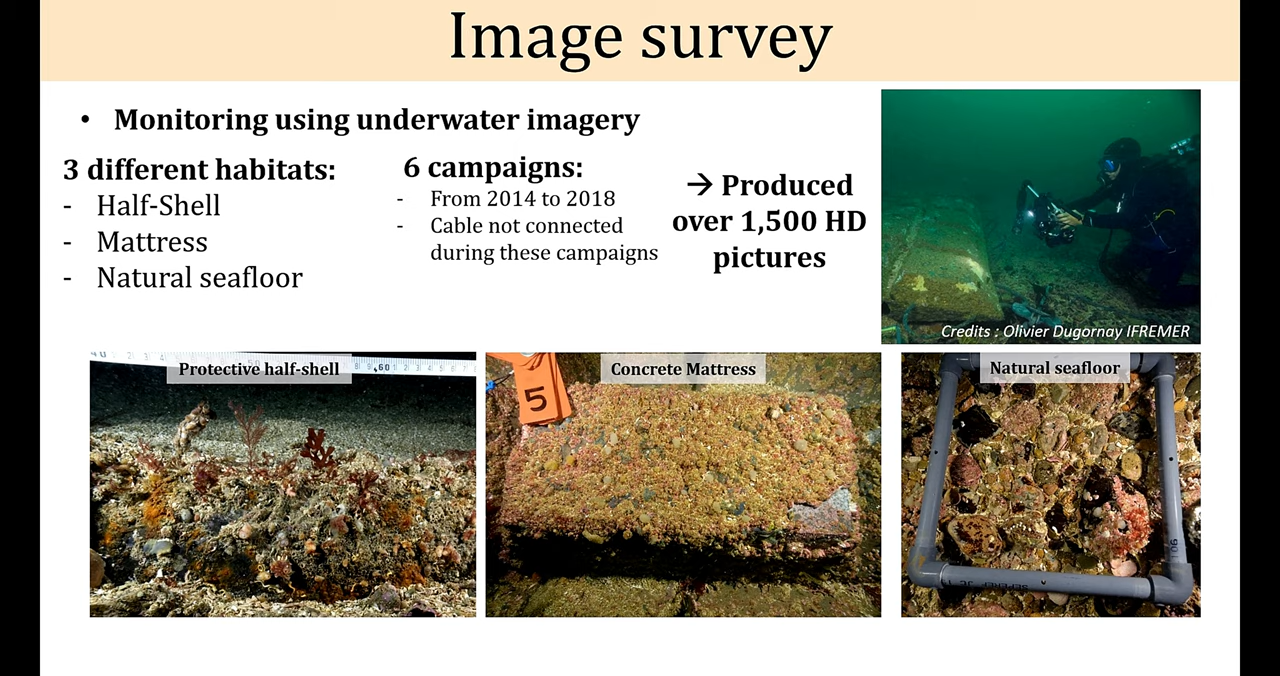 Image survey
• Monitoring using underwater imagery
3 different habitats:
- Half-Shell
- Mattress
- Natural seafloor
6 campaigns:
- From 2014 to 2018
- Cable not connected
during these campaigns
→ Produced
over 1,500 HD
pictures
Credits : Olivier Dugornay IFREMER
Protective half-shell
60
Concrete Mattress
5
Natural seafloor